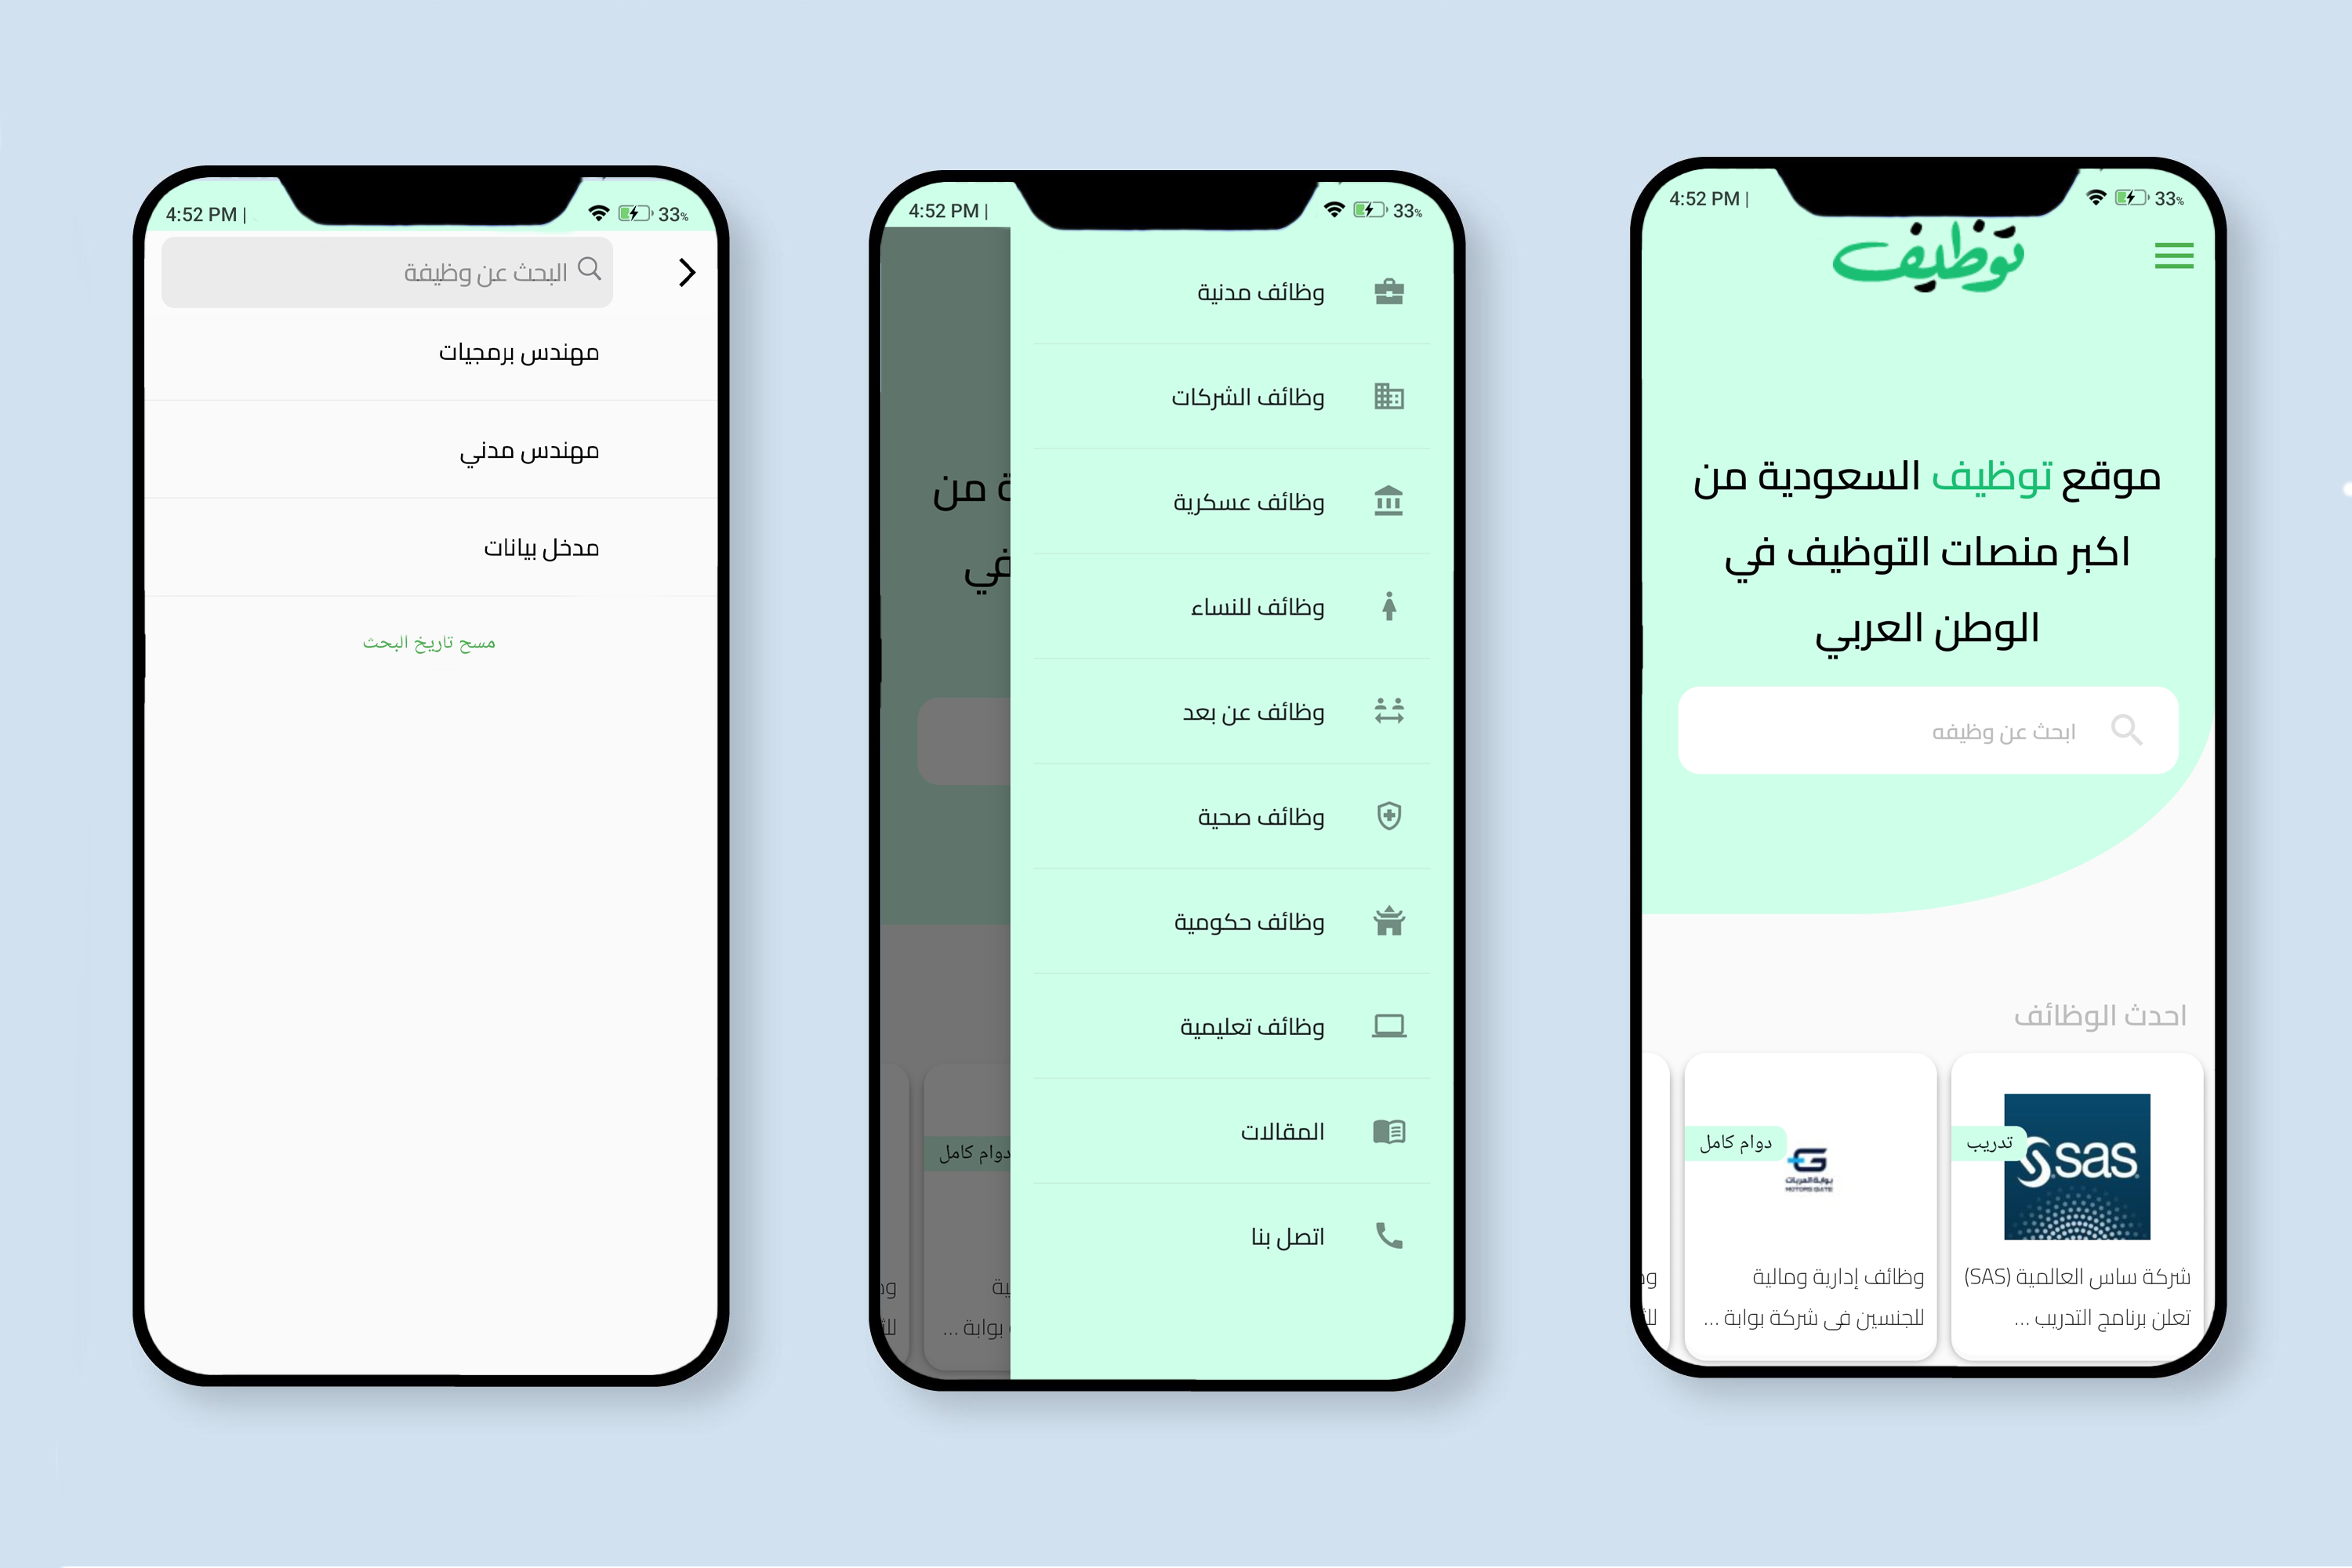 4:52 PM |
33%
البحث عن وظيفة
مهندس برمجيات
مهندس مدني
مدخل بيانات
مسح تاريخ البحث
4:52 PM |
33%
وظائف مدنية
وظائف الشركات
وظائف عسكرية
وظائف للنساء
وظائف عن بعد
وظائف صحية
وظائف حكومية
وظائف تعليمية
المقالات
اتصل بنا
ة من
في
دوام كامل
بوابة ...
4:52 PM |
33%
توظيف
موقع توظيف السعودية من
اكبر منصات التوظيف في
الوطن العربي
ابحث عن وظيفه
احدث الوظائف
تدريب
sas
شركة ساس العالمية (SAS)
تعلن برنامج التدريب ...
دوام كامل
بوابة العربات
MOTORS GATE
وظائف إدارية ومالية
للجنسين في شركة بوابة ...